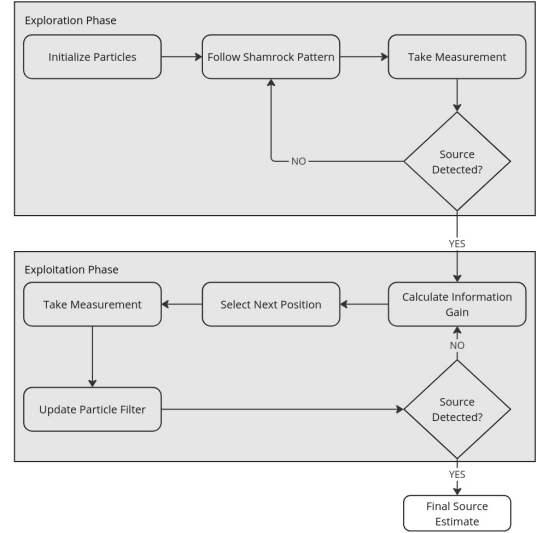 Exploration Phase
Initialize Particles
Follow Shamrock Pattern
Take Measurement
Source
Detected?
NO
YES
Exploitation Phase
Calculate Information
Gain
Select Next Position
Take Measurement
Update Particle Filter
Source
Detected?
NO
YES
Final Source
Estimate